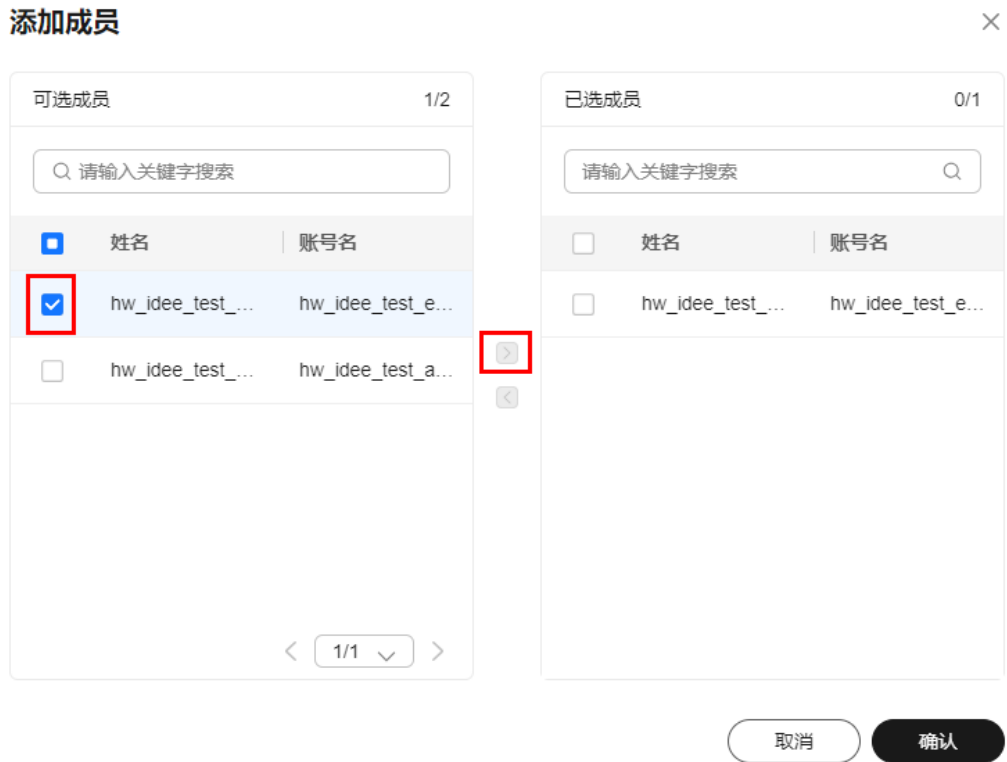 添加成员
可选成员 1/2
请输入关键字搜索
姓名 账号名
hw_idee_test_... hw_idee_test_e...
hw_idee_test_... hw_idee_test_a...
1/1
已选成员 0/1
请输入关键字搜索
姓名 账号名
hw_idee_test_... hw_idee_test_e...
取消 确认